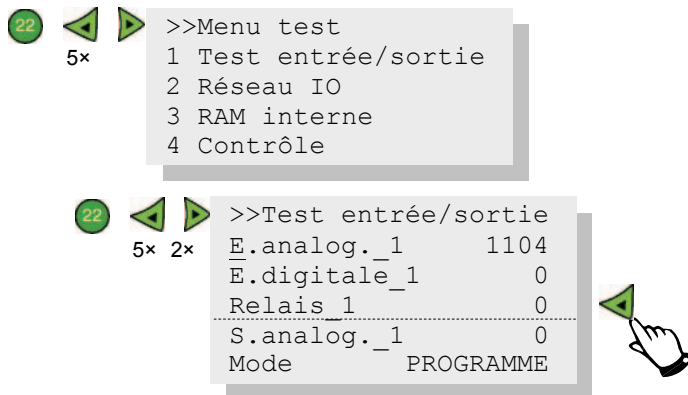 22
5×
>>Menu test
1 Test entrée/sortie
2 Réseau IO
3 RAM interne
4 Contrôle
22
5× 2×
>>Test entrée/sortie
E.analog._1 1104
E.digitale_1 0
Relais_1 0
S.analog._1 0
Mode PROGRAMME